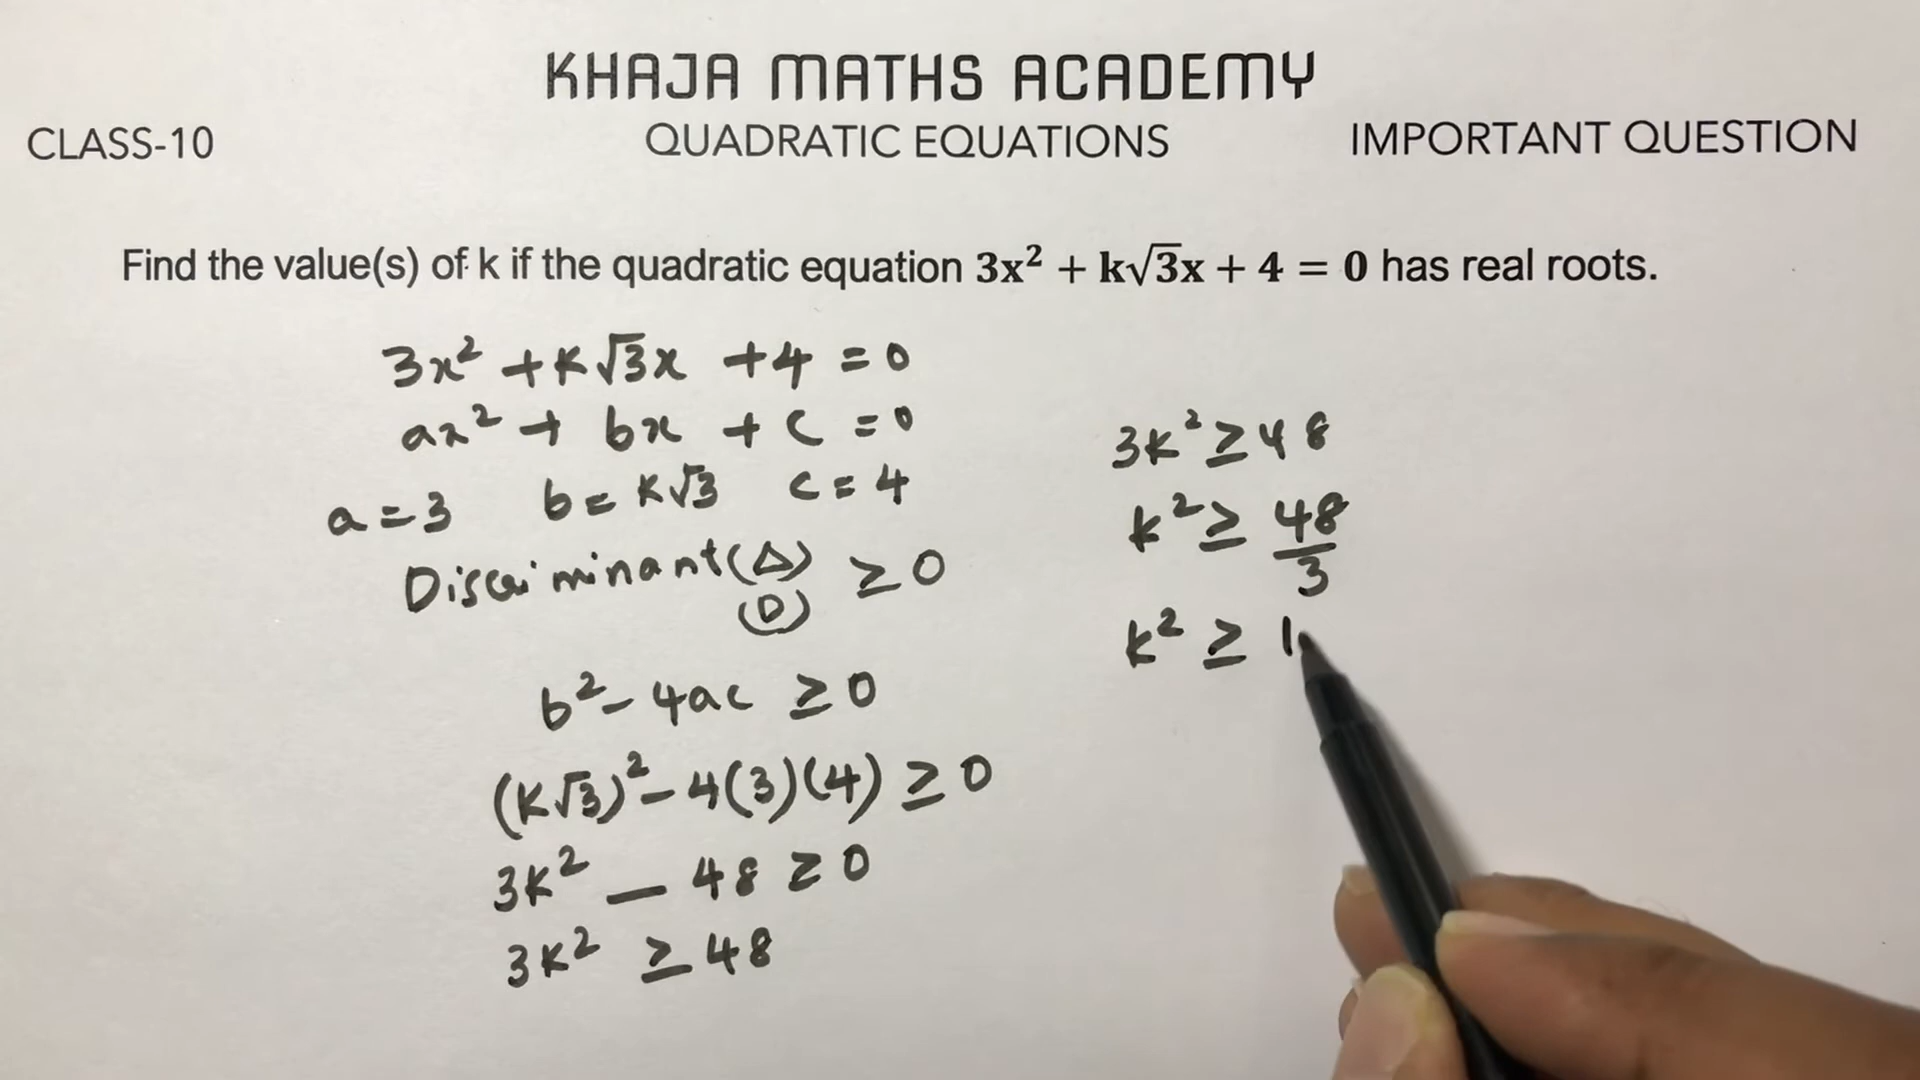 KHAJA MATHS ACADEMY
CLASS-10 QUADRATIC EQUATIONS IMPORTANT QUESTION
Find the value(s) of k if the quadratic equation 3x² + k√3x + 4 = 0 has real roots.
3x² + k√3x + 4 = 0
ax² + bx + c = 0
a = 3 b = k√3 c = 4
Discriminant (Δ) ≥ 0
(D)
b² - 4ac ≥ 0
(k√3)² - 4(3)(4) ≥ 0
3k² - 48 ≥ 0
3k² ≥ 48
3k² ≥ 48
k² ≥ 48/3
k² ≥ 1